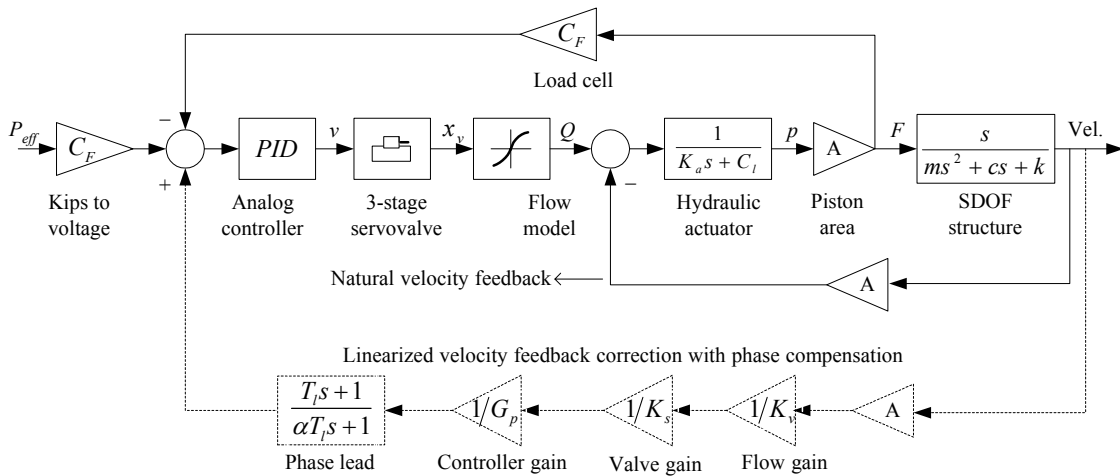 C_F
Load cell
P_eff
C_F
−
+
PID
v
x_v
Q
−
1
K_a s + C_l
p
A
F
s
ms² + cs + k
Vel.
Kips to
voltage
Analog
controller
3-stage
servovalve
Flow
model
Hydraulic
actuator
Piston
area
SDOF
structure
Natural velocity feedback
A
Linearized velocity feedback correction with phase compensation
T_l s + 1
αT_l s + 1
1/G_p
1/K_s
1/K_v
A
Phase lead
Controller gain
Valve gain
Flow gain